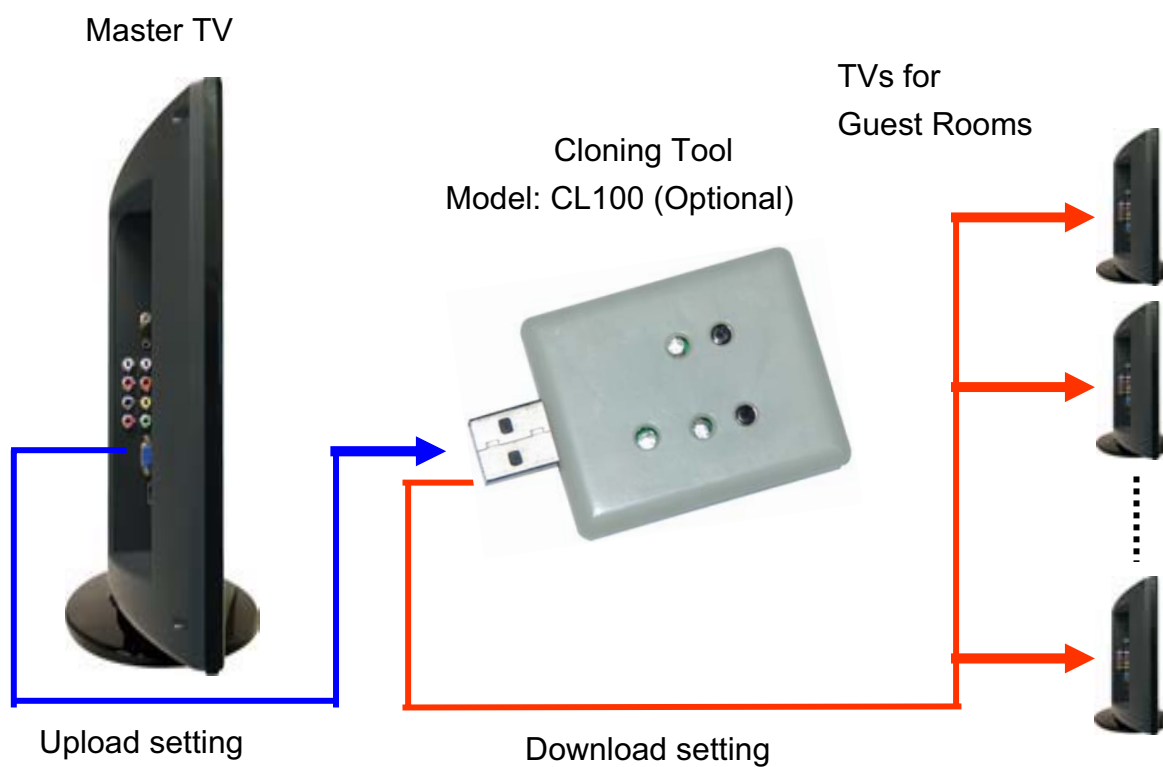 Master TV
TVs for
Guest Rooms
Cloning Tool
Model: CL100 (Optional)
Upload setting
Download setting